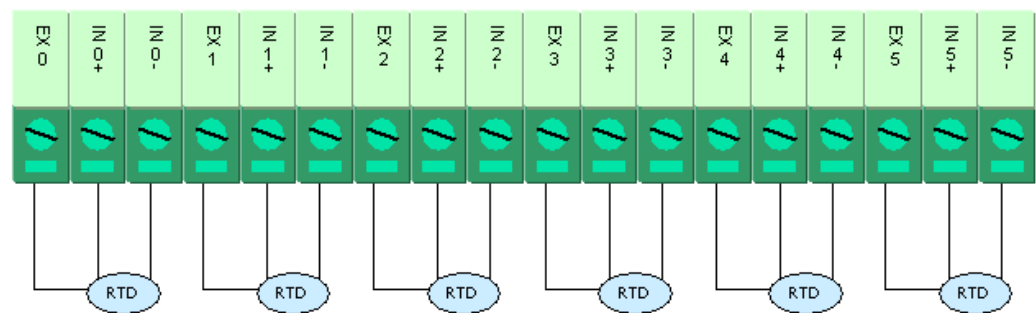 EX 0
IN 0+
IN 0-
EX 1
IN 1+
IN 1-
EX 2
IN 2+
IN 2-
EX 3
IN 3+
IN 3-
EX 4
IN 4+
IN 4-
EX 5
IN 5+
IN 5-
RTD
RTD
RTD
RTD
RTD
RTD